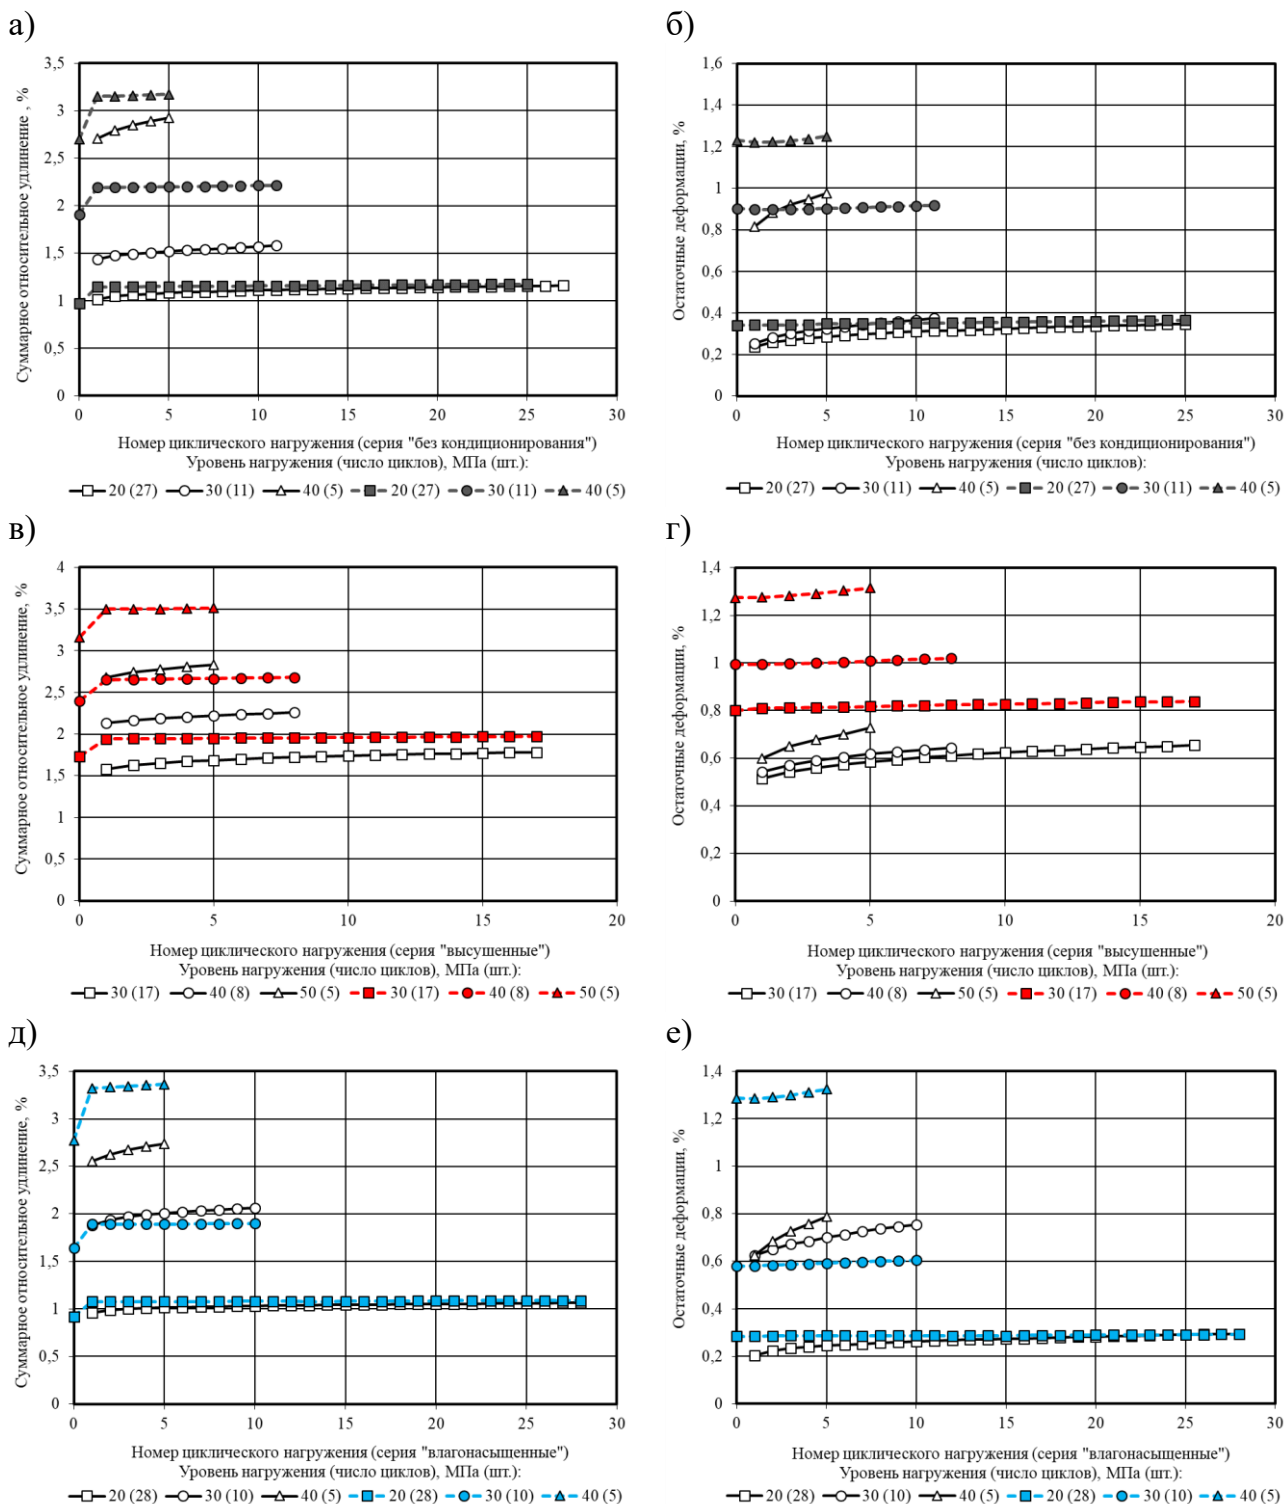 а)
3,5
3
2,5
2
1,5
1
0,5
0
0 5 10 15 20 25 30
Суммарное относительное удлинение , %
Номер циклического нагружения (серия "без кондиционирования")
Уровень нагружения (число циклов), МПа (шт.):
20 (27) 30 (11) 40 (5) 20 (27) 30 (11) 40 (5)
б)
1,6
1,4
1,2
1
0,8
0,6
0,4
0,2
0
0 5 10 15 20 25 30
Остаточные деформации, %
Номер циклического нагружения (серия "без кондиционирования")
Уровень нагружения (число циклов):
20 (27) 30 (11) 40 (5) 20 (27) 30 (11) 40 (5)
в)
4
3,5
3
2,5
2
1,5
1
0,5
0
0 5 10 15 20
Суммарное относительное удлинение, %
Номер циклического нагружения (серия "высушенные")
Уровень нагружения (число циклов), МПа (шт.):
30 (17) 40 (8) 50 (5) 30 (17) 40 (8) 50 (5)
г)
1,4
1,2
1
0,8
0,6
0,4
0,2
0
0 5 10 15 20
Остаточные деформации, %
Номер циклического нагружения (серия "высушенные")
Уровень нагружения (число циклов), МПа (шт.):
30 (17) 40 (8) 50 (5) 30 (17) 40 (8) 50 (5)
д)
3,5
3
2,5
2
1,5
1
0,5
0
0 5 10 15 20 25 30
Суммарное относительное удлинение, %
Номер циклического нагружения (серия "влагонасыщенные")
Уровень нагружения (число циклов), МПа (шт.):
20 (28) 30 (10) 40 (5) 20 (28) 30 (10) 40 (5)
е)
1,4
1,2
1
0,8
0,6
0,4
0,2
0
0 5 10 15 20 25 30
Остаточные деформации, %
Номер циклического нагружения (серия "влагонасыщенные")
Уровень нагружения (число циклов), МПа (шт.):
20 (28) 30 (10) 40 (5) 20 (28) 30 (10) 40 (5)